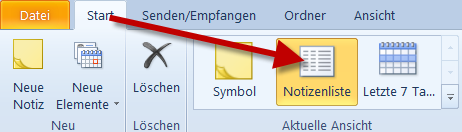 Datei Start Senden/Empfangen Ordner Ansicht
Neue Notiz
Neue Elemente
Löschen
Symbol
Notizenliste
Letzte 7 Ta...
Neu
Löschen
Aktuelle Ansicht